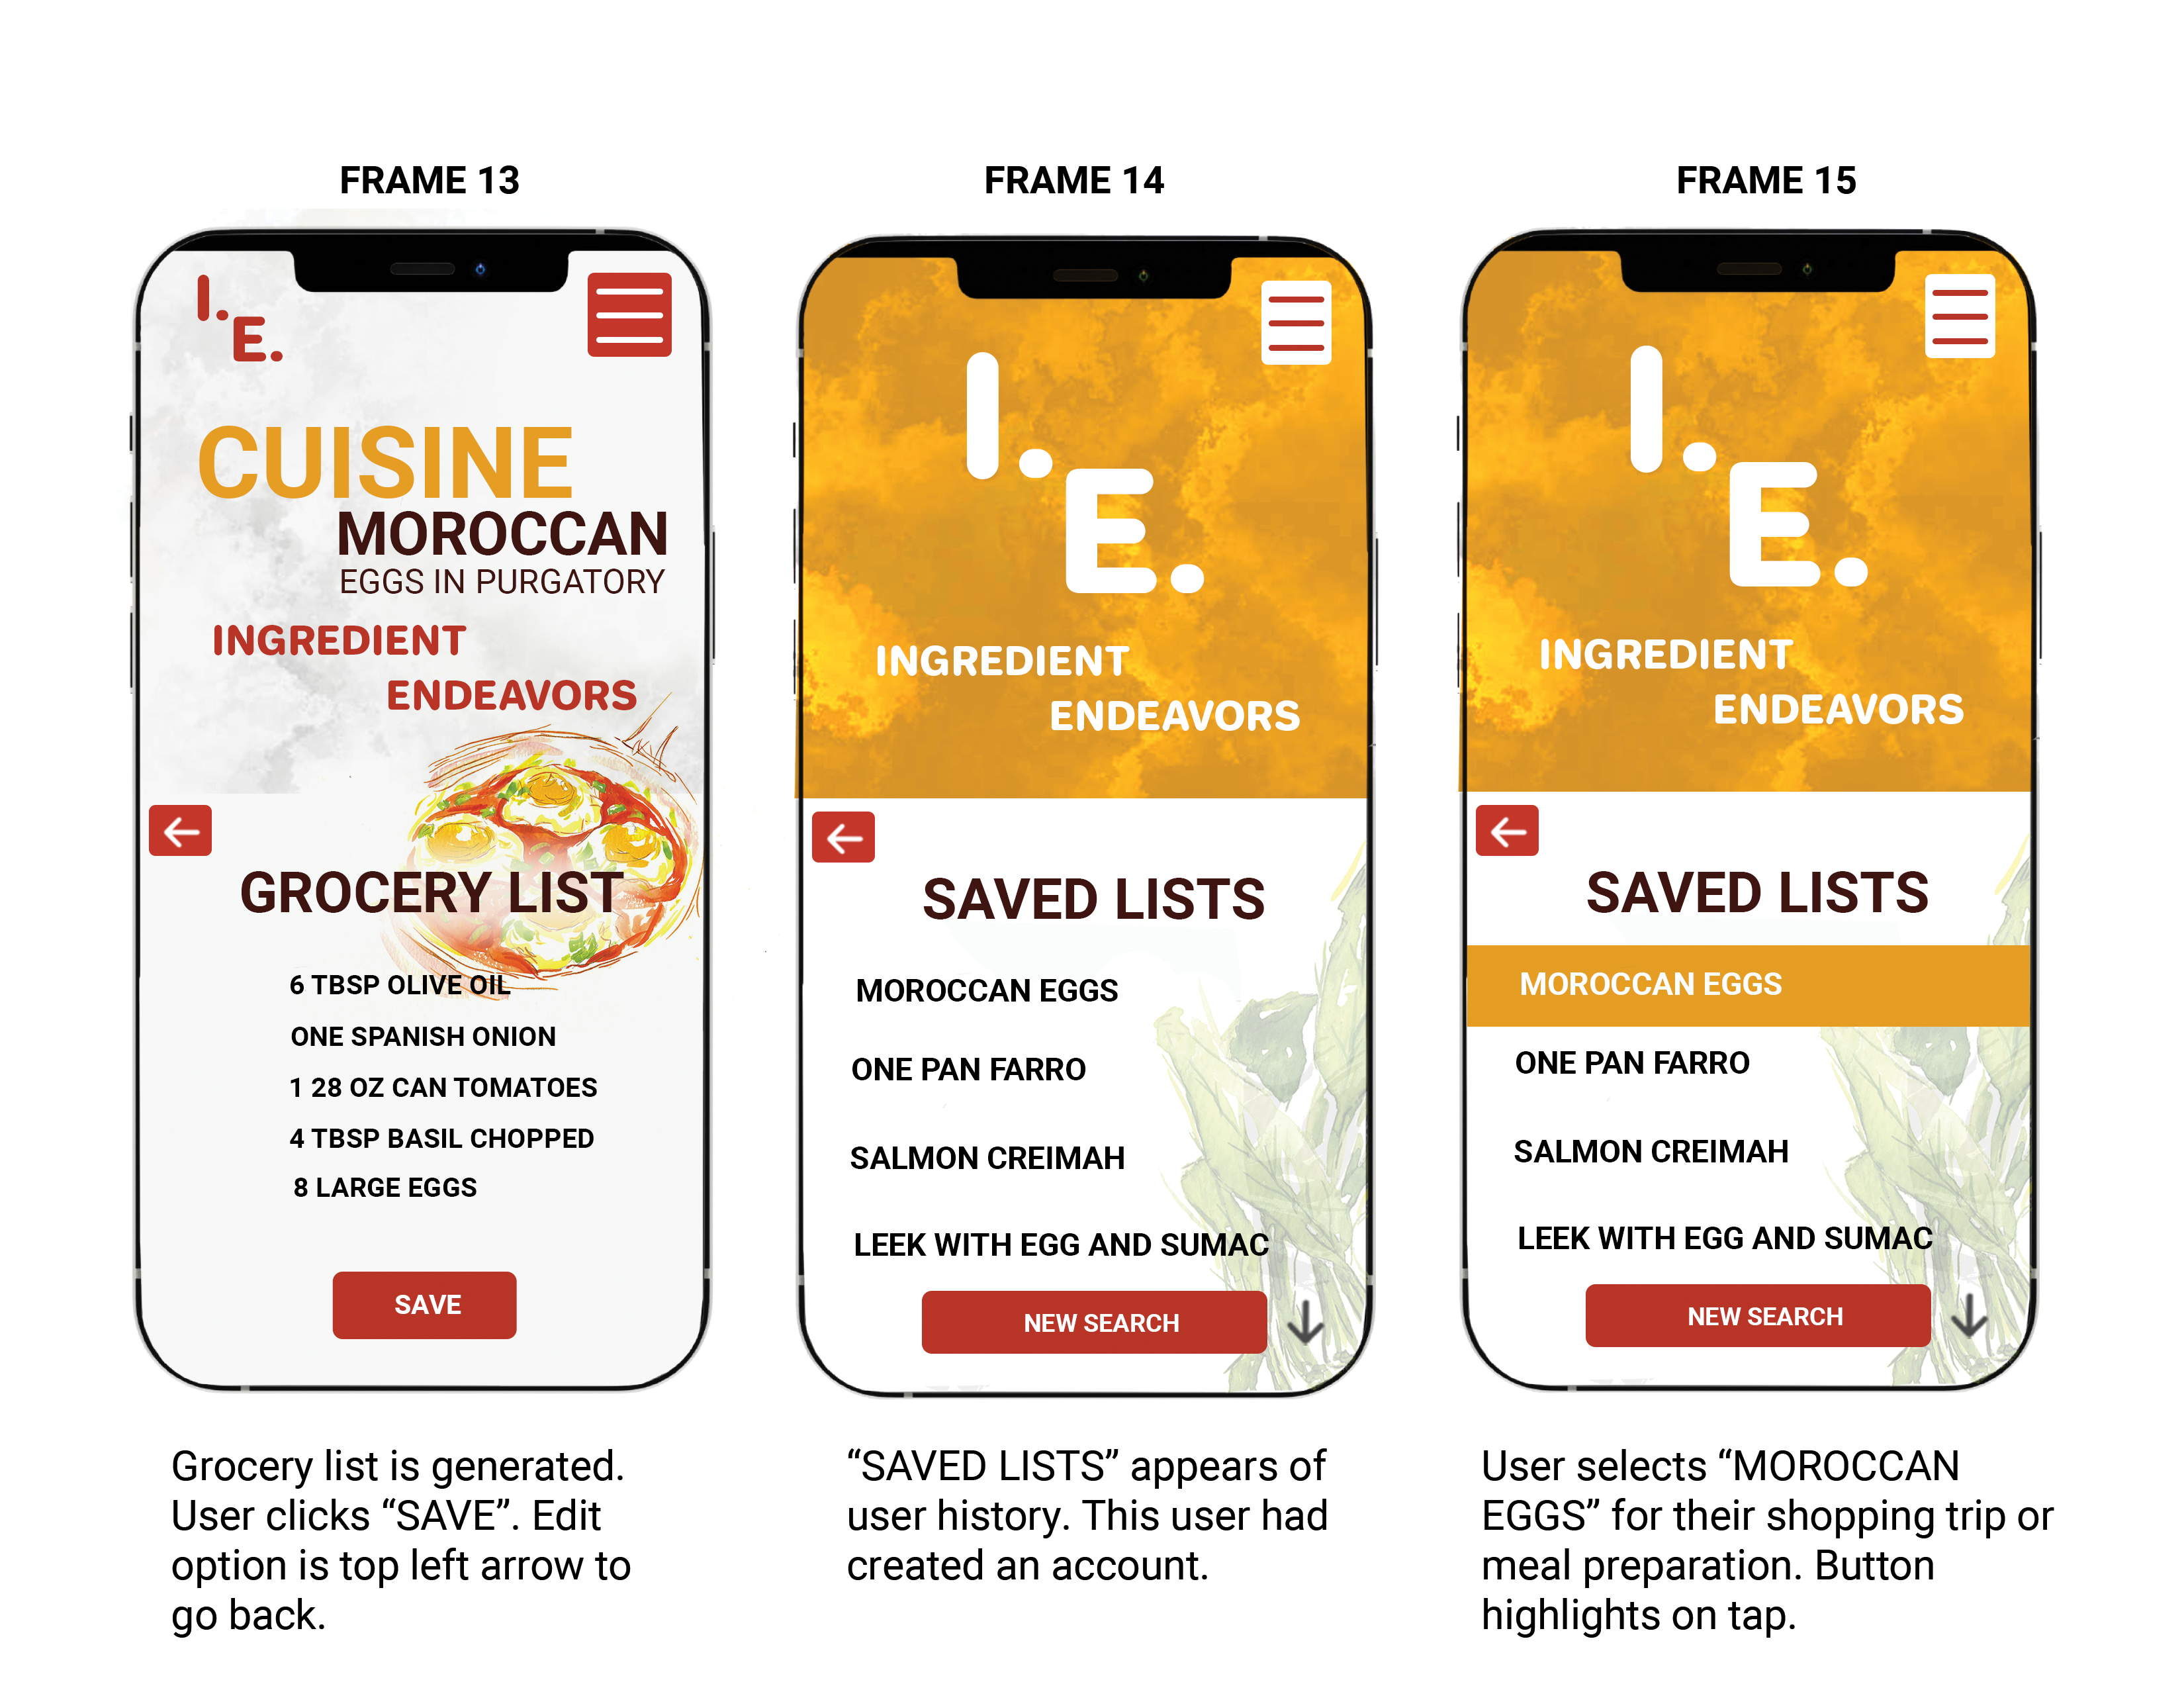 FRAME 13
I.
E.
CUISINE
MOROCCAN
EGGS IN PURGATORY
INGREDIENT
ENDEAVORS
GROCERY LIST
6 TBSP OLIVE OIL
ONE SPANISH ONION
1 28 OZ CAN TOMATOES
4 TBSP BASIL CHOPPED
8 LARGE EGGS
SAVE
Grocery list is generated.
User clicks “SAVE”. Edit
option is top left arrow to
go back.
FRAME 14
I.
E.
INGREDIENT
ENDEAVORS
SAVED LISTS
MOROCCAN EGGS
ONE PAN FARRO
SALMON CREIMAH
LEEK WITH EGG AND SUMAC
NEW SEARCH
“SAVED LISTS” appears of
user history. This user had
created an account.
FRAME 15
I.
E.
INGREDIENT
ENDEAVORS
SAVED LISTS
MOROCCAN EGGS
ONE PAN FARRO
SALMON CREIMAH
LEEK WITH EGG AND SUMAC
NEW SEARCH
User selects “MOROCCAN
EGGS” for their shopping trip or
meal preparation. Button
highlights on tap.